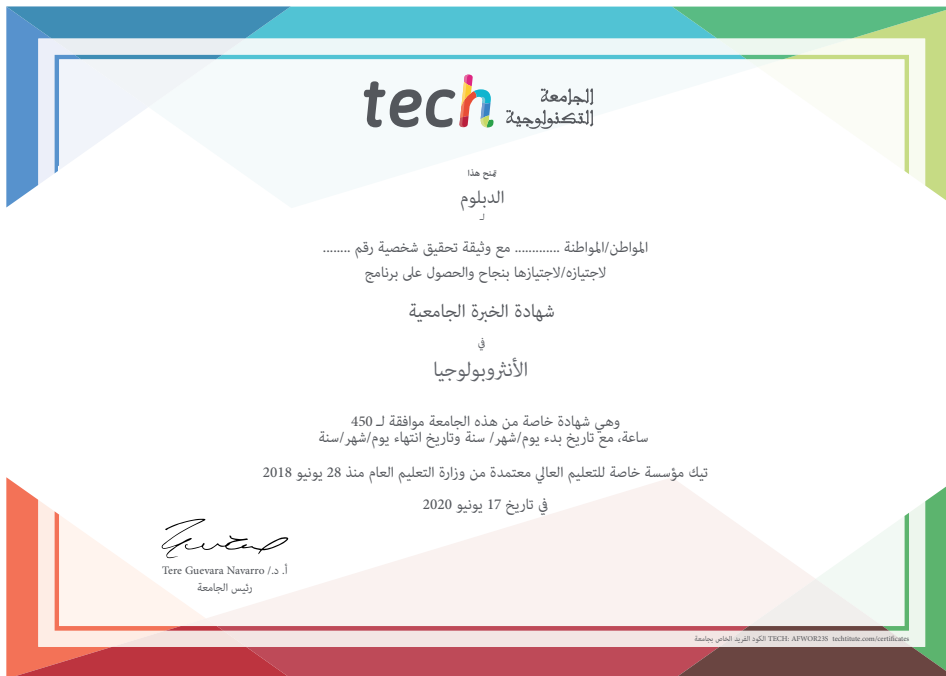 tech الجامعة
التكنولوجية
يمنح هذا
الدبلوم
لـ
المواطن/المواطنة ............. مع وثيقة تحقيق شخصية رقم ........
لاجتيازه/لاجتيازها بنجاح والحصول على برنامج
شهادة الخبرة الجامعية
في
الأنثروبولوجيا
وهي شهادة خاصة من هذه الجامعة موافقة لـ 450
ساعة، مع تاريخ بدء يوم/شهر/ سنة وتاريخ انتهاء يوم/شهر/سنة
تيك مؤسسة خاصة للتعليم العالي معتمدة من وزارة التعليم العام منذ 28 يونيو 2018
في تاريخ 17 يونيو 2020
أ. د./ Tere Guevara Navarro
رئيس الجامعة
الكود الفريد الخاص بجامعة TECH: AFWOR23S techtitute.com/certificates